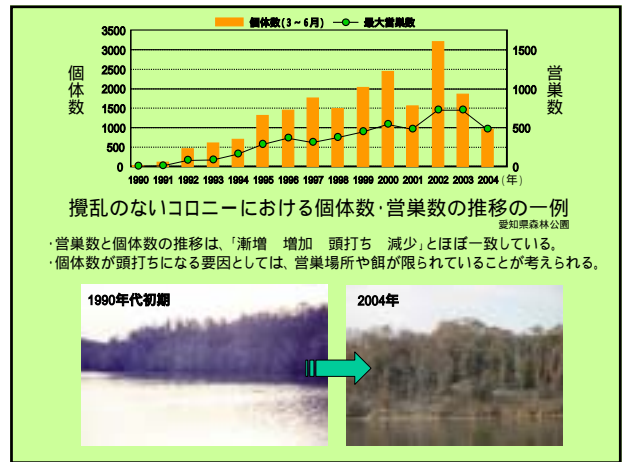 個体数(3~6月) 最大営巣数
個体数
3500
3000
2500
2000
1500
1000
500
0
営巣数
1500
1000
500
0
1990 1991 1992 1993 1994 1995 1996 1997 1998 1999 2000 2001 2002 2003 2004 (年)
攪乱のないコロニーにおける個体数・営巣数の推移の一例
愛知県森林公園
・営巣数と個体数の推移は、「漸増 増加 頭打ち 減少」とほぼ一致している。
・個体数が頭打ちになる要因としては、営巣場所や餌が限られていることが考えられる。
1990年代初期
2004年